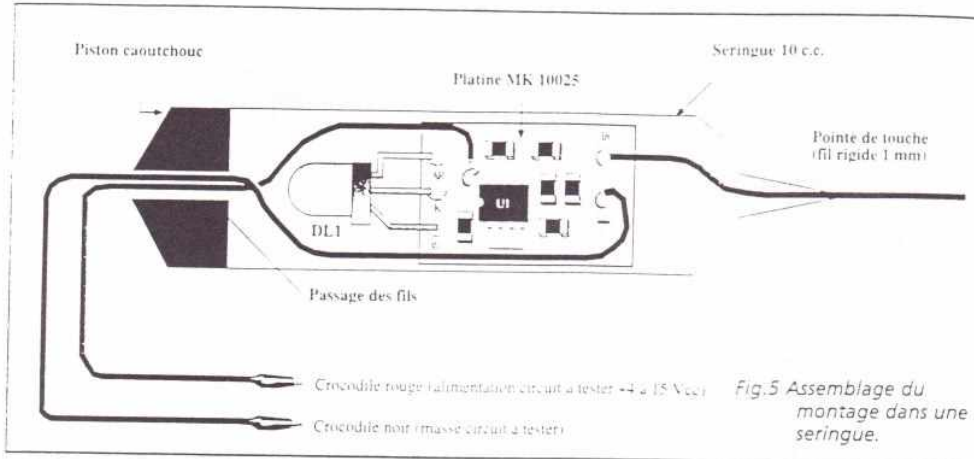 Piston caoutchouc
Seringue 10 c.c.
Platine MK 10025
Pointe de touche
(fil rigide 1 mm)
U1
DL1
Passage des fils
Crocodile rouge (alimentation circuit a tester +4 à 15 Vcc)
Crocodile noir (masse circuit a tester)
Fig.5 Assemblage du
montage dans une
seringue.